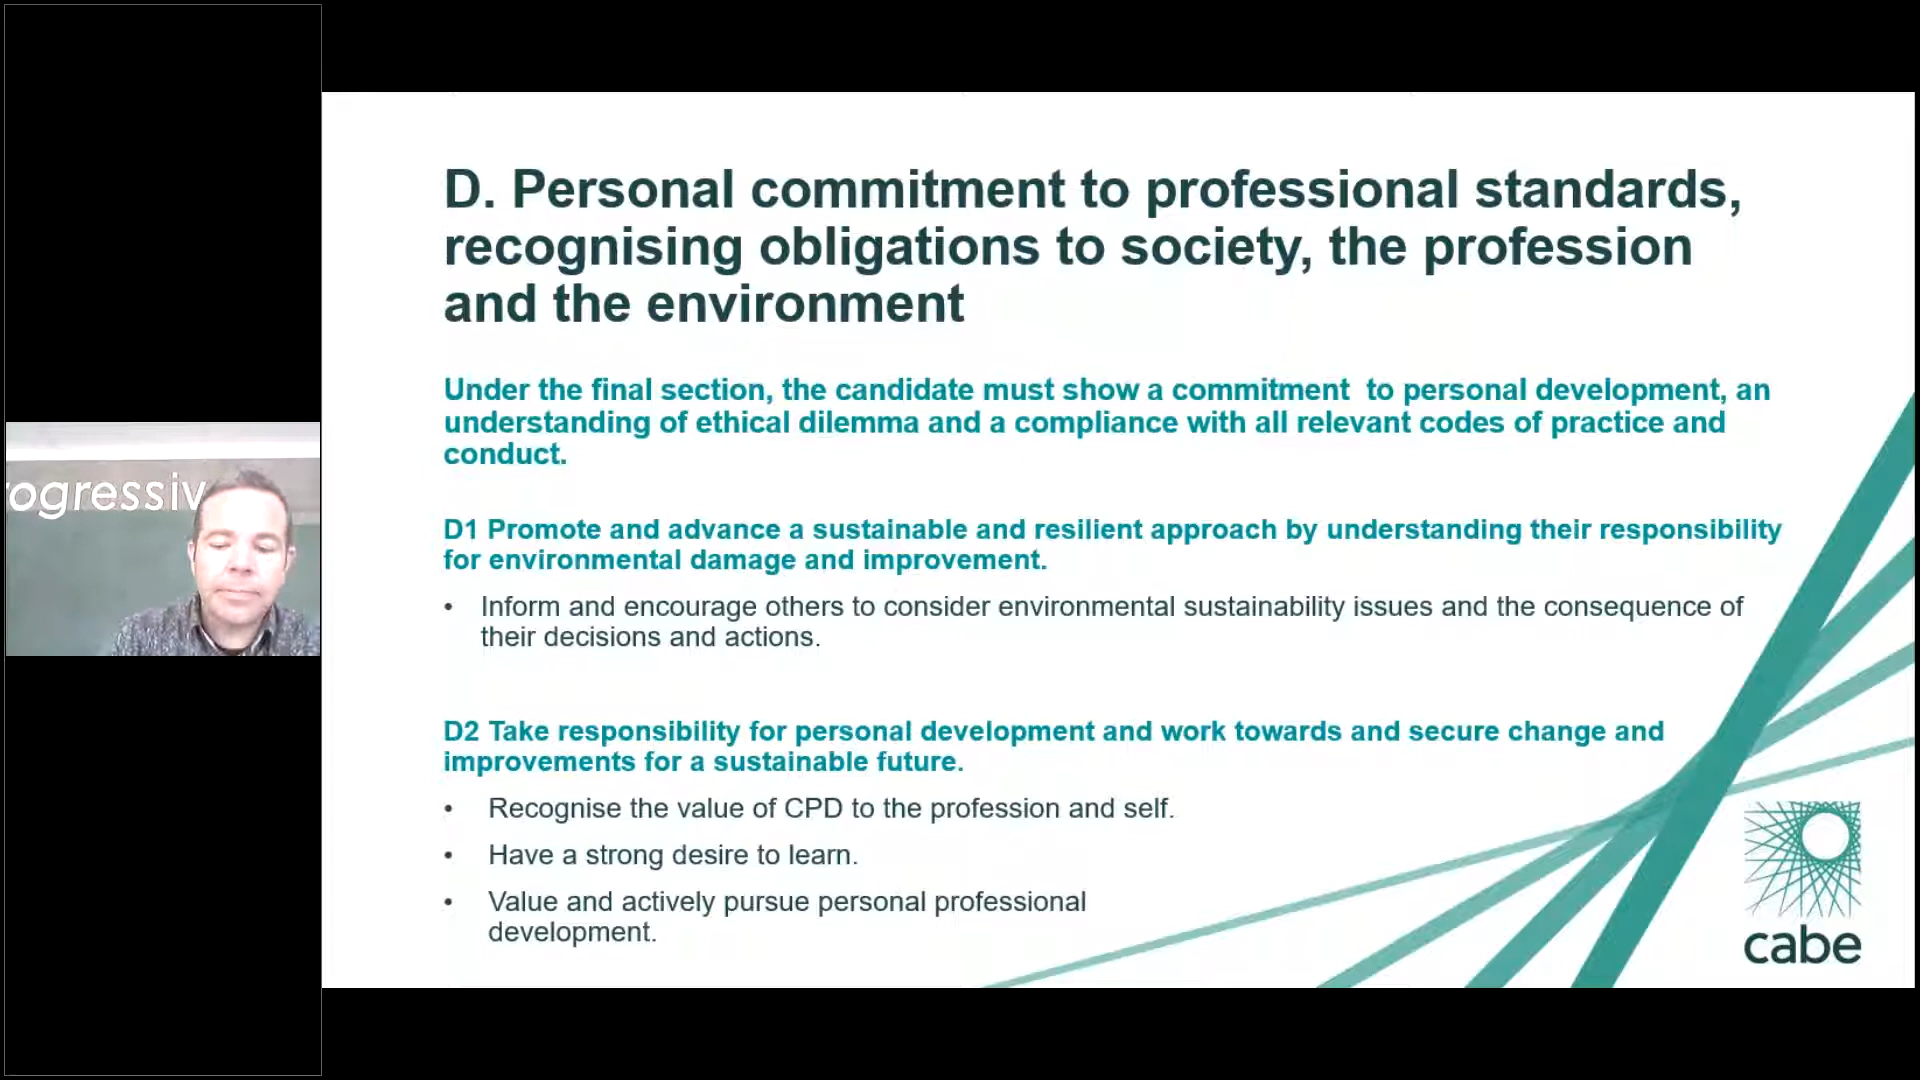 ogressiv
D. Personal commitment to professional standards,
recognising obligations to society, the profession
and the environment
Under the final section, the candidate must show a commitment  to personal development, an
understanding of ethical dilemma and a compliance with all relevant codes of practice and
conduct.
D1 Promote and advance a sustainable and resilient approach by understanding their responsibility
for environmental damage and improvement.
• Inform and encourage others to consider environmental sustainability issues and the consequence of
their decisions and actions.
D2 Take responsibility for personal development and work towards and secure change and
improvements for a sustainable future.
• Recognise the value of CPD to the profession and self.
• Have a strong desire to learn.
• Value and actively pursue personal professional
development.
cabe